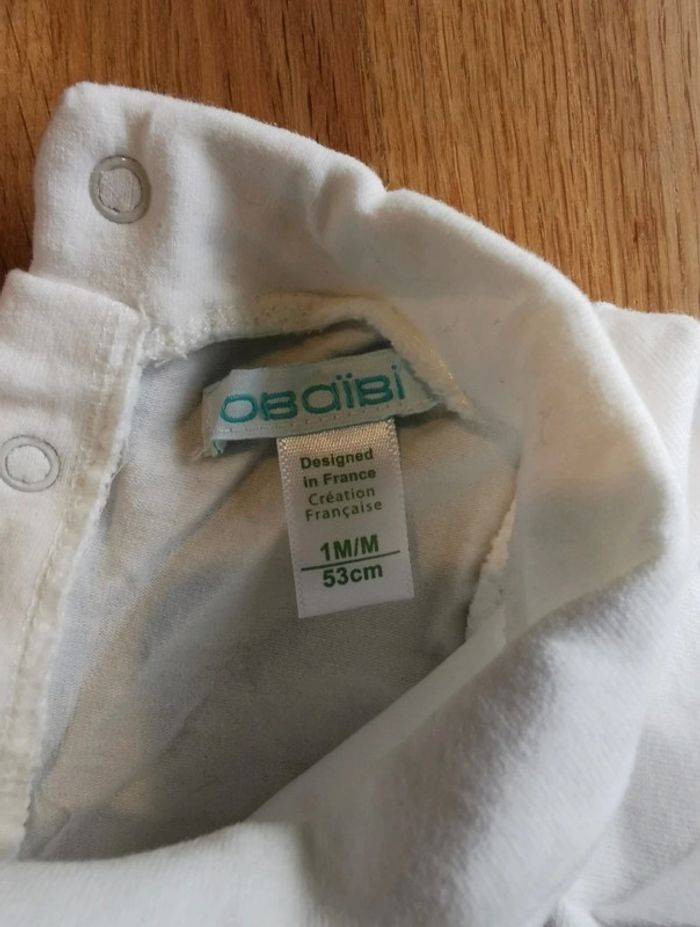 OBaïBi
Designed
in France
Création
Française
1M/M
53cm